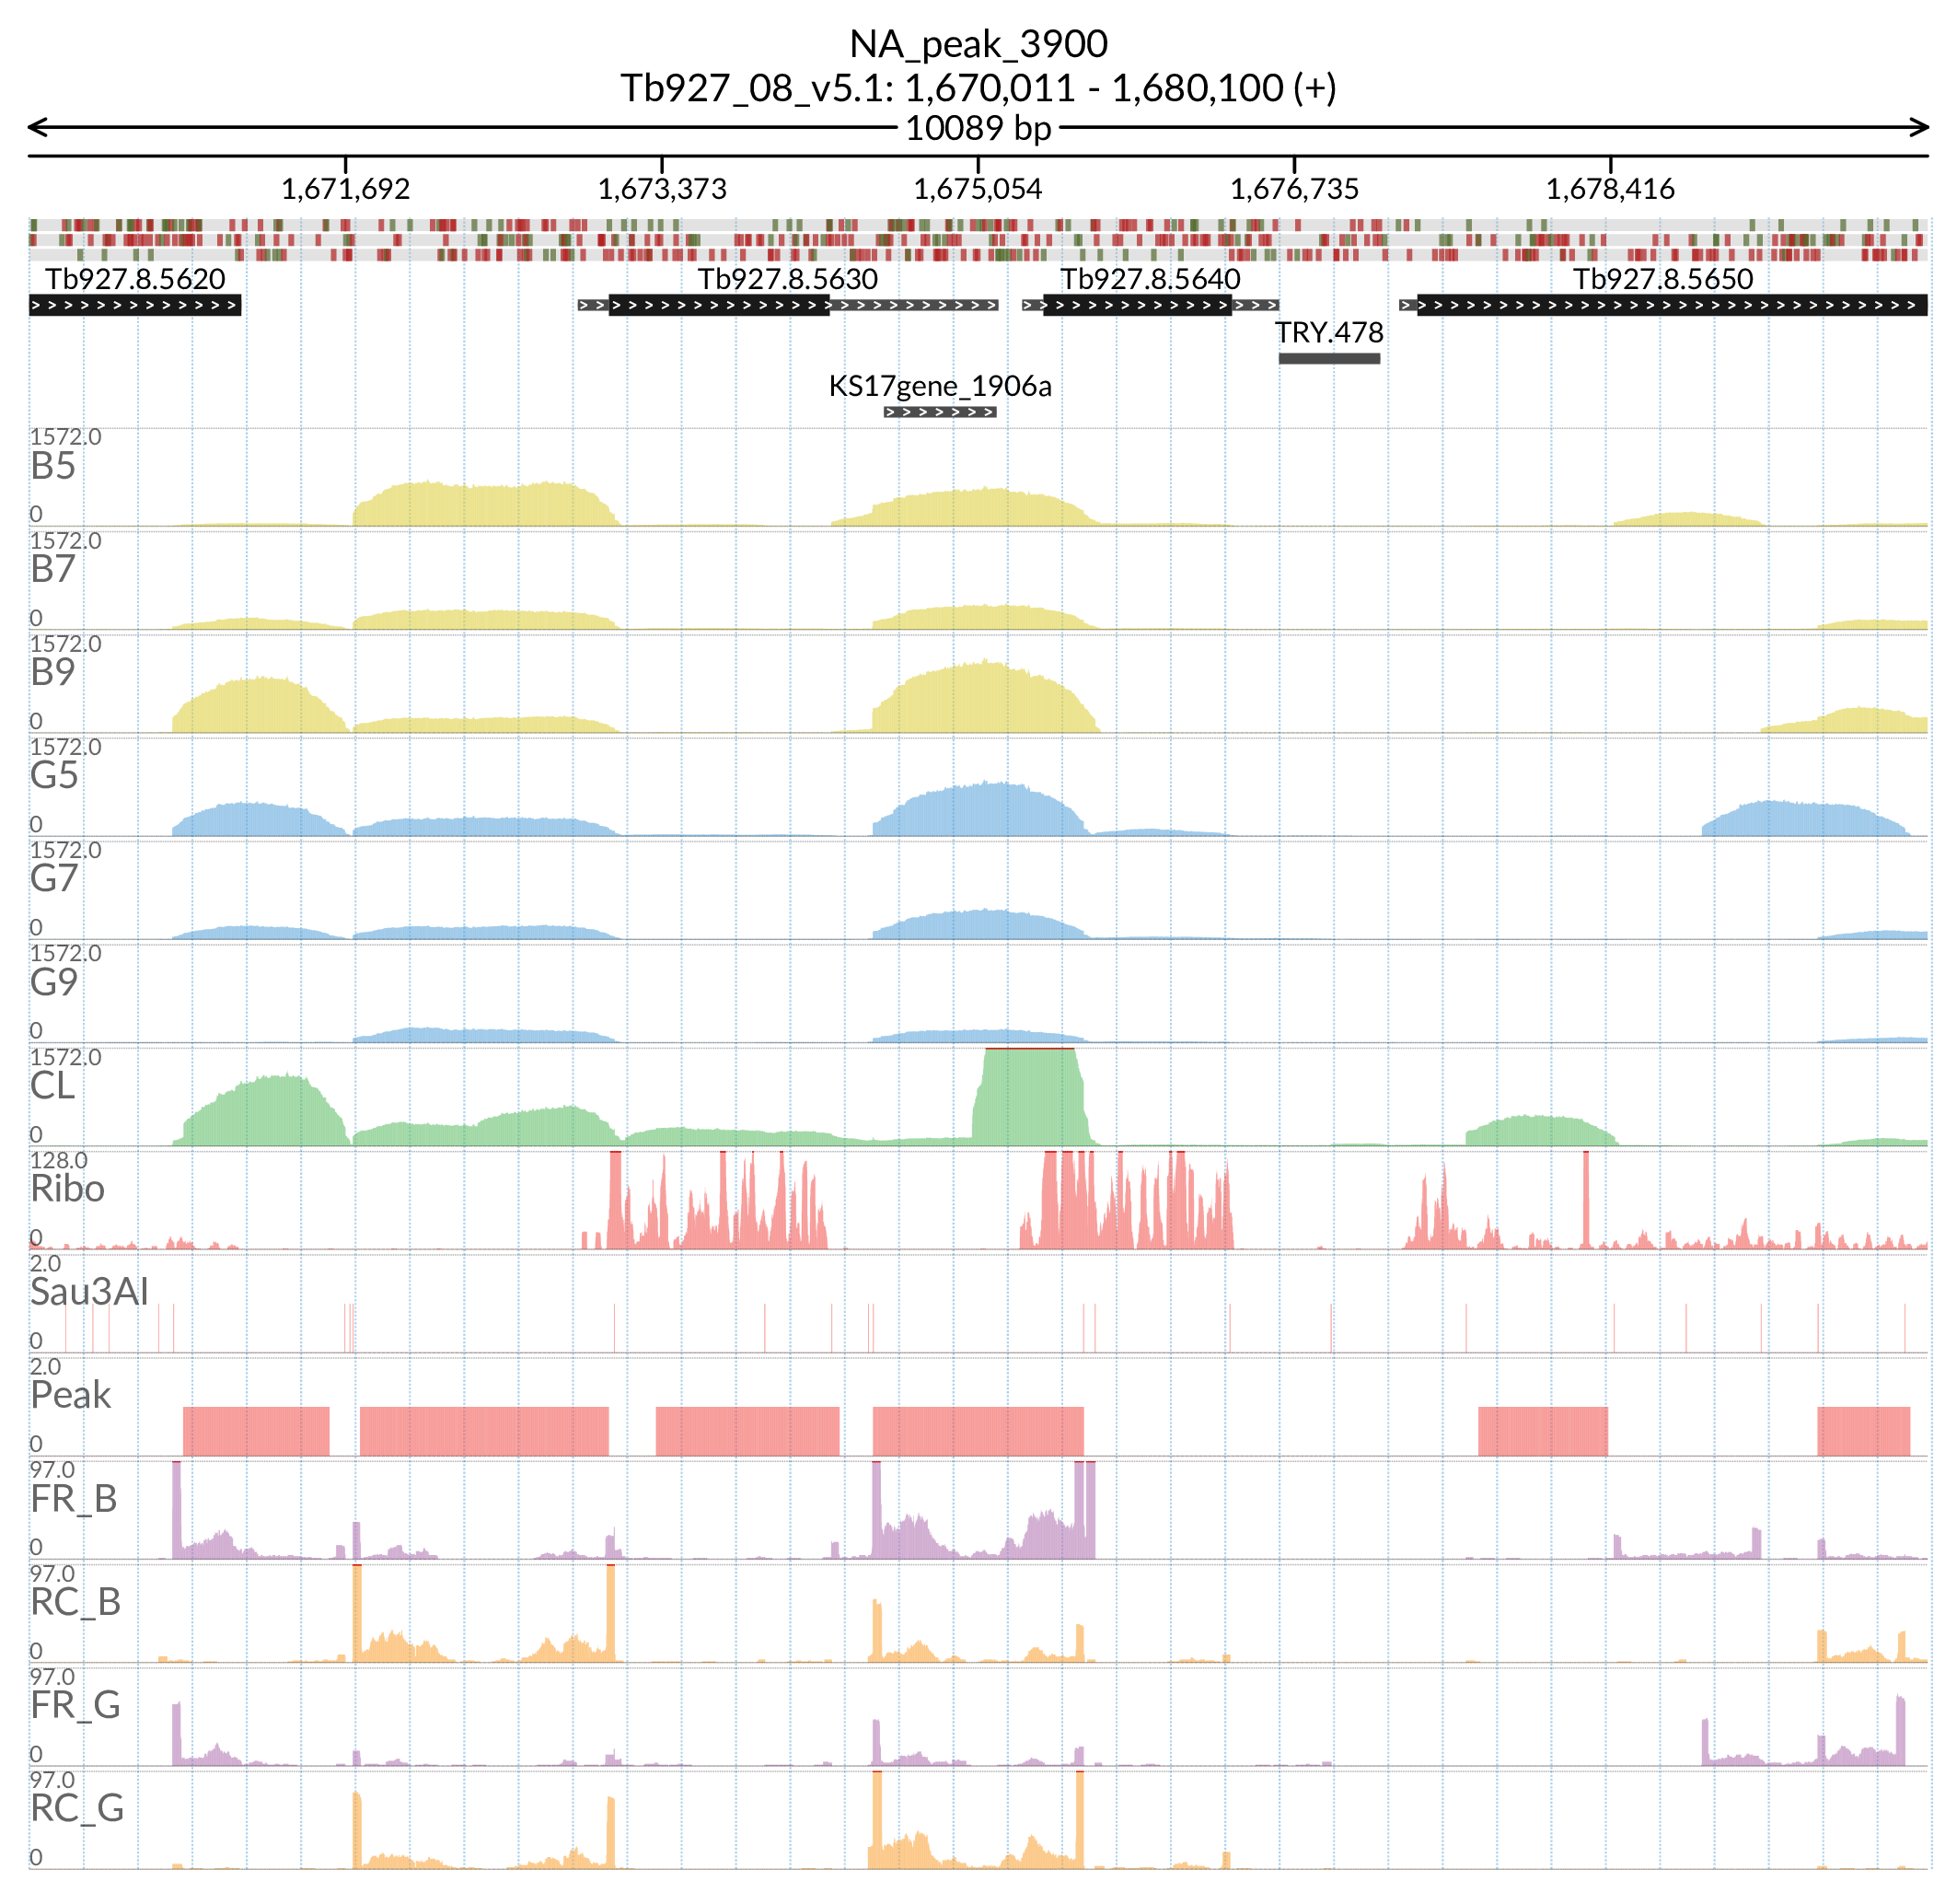 NA_peak_3900
Tb927_08_v5.1: 1,670,011 - 1,680,100 (+)
10089 bp
1,671,692 1,673,373 1,675,054 1,676,735 1,678,416
Tb927.8.5620 Tb927.8.5630 Tb927.8.5640 Tb927.8.5650
TRY.478
KS17gene_1906a
1572.0
B5
0
1572.0
B7
0
1572.0
B9
0
1572.0
G5
0
1572.0
G7
0
1572.0
G9
0
1572.0
CL
0
128.0
Ribo
0
2.0
Sau3AI
0
2.0
Peak
0
97.0
FR_B
0
97.0
RC_B
0
97.0
FR_G
0
97.0
RC_G
0